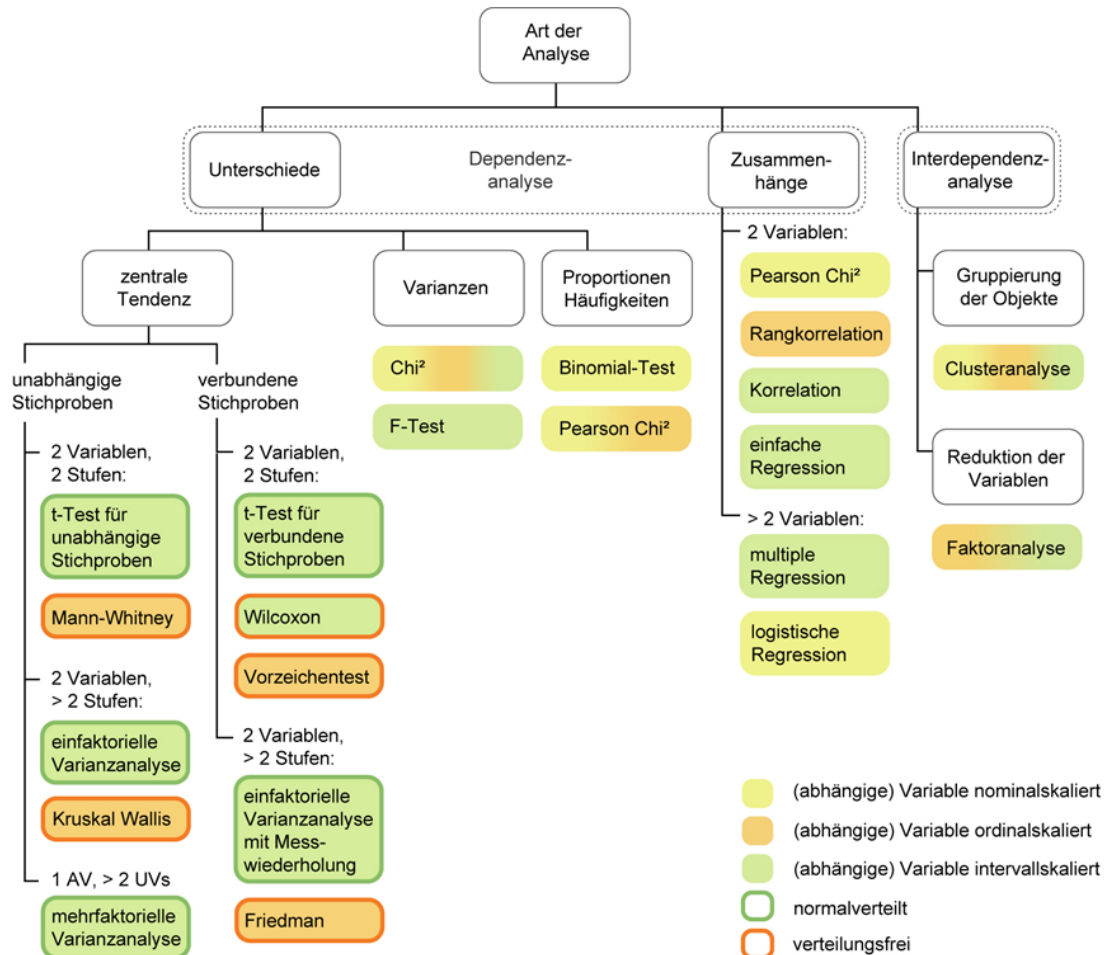 Art der
Analyse
Unterschiede
Dependenz-
analyse
Zusammen-
hänge
Interdependenz-
analyse
zentrale
Tendenz
Varianzen
Proportionen
Häufigkeiten
2 Variablen:
Pearson Chi²
Rangkorrelation
Korrelation
einfache
Regression
> 2 Variablen:
multiple
Regression
logistische
Regression
Gruppierung
der Objekte
Clusteranalyse
Reduktion der
Variablen
Faktoranalyse
Chi²
F-Test
Binomial-Test
Pearson Chi²
unabhängige
Stichproben
2 Variablen,
2 Stufen:
t-Test für
unabhängige
Stichproben
Mann-Whitney
2 Variablen,
> 2 Stufen:
einfaktorielle
Varianzanalyse
Kruskal Wallis
1 AV, > 2 UVs
mehrfaktorielle
Varianzanalyse
verbundene
Stichproben
2 Variablen,
2 Stufen:
t-Test für
verbundene
Stichproben
Wilcoxon
Vorzeichentest
2 Variablen,
> 2 Stufen:
einfaktorielle
Varianzanalyse
mit Mess-
wiederholung
Friedman
(abhängige) Variable nominalskaliert
(abhängige) Variable ordinalskaliert
(abhängige) Variable intervallskaliert
normalverteilt
verteilungsfrei